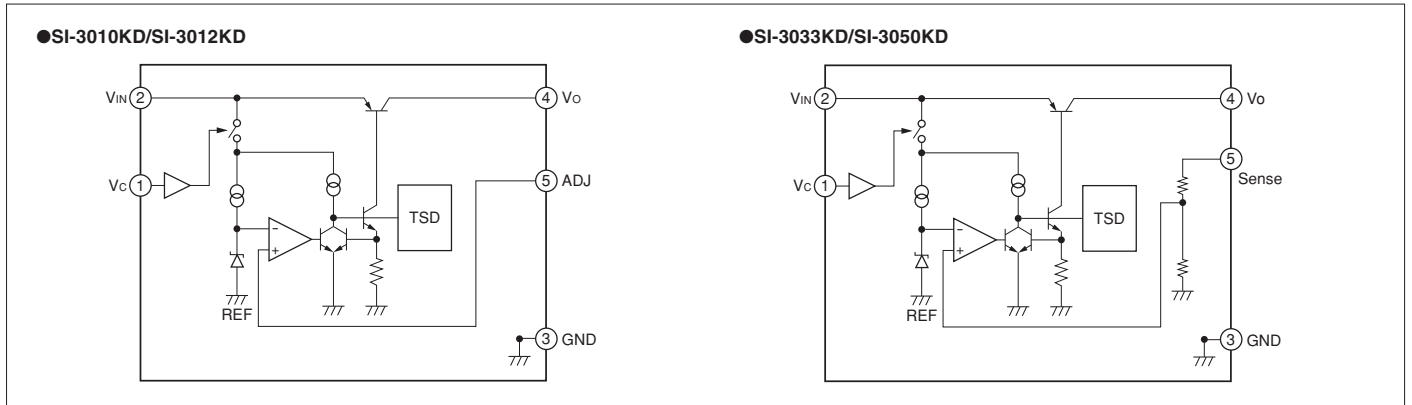 ●SI-3010KD/SI-3012KD
VIN 2
4 VO
VC 1
5 ADJ
TSD
−
+
REF
3 GND
●SI-3033KD/SI-3050KD
VIN 2
4 Vo
5
Sense
VC 1
TSD
−
+
REF
3 GND